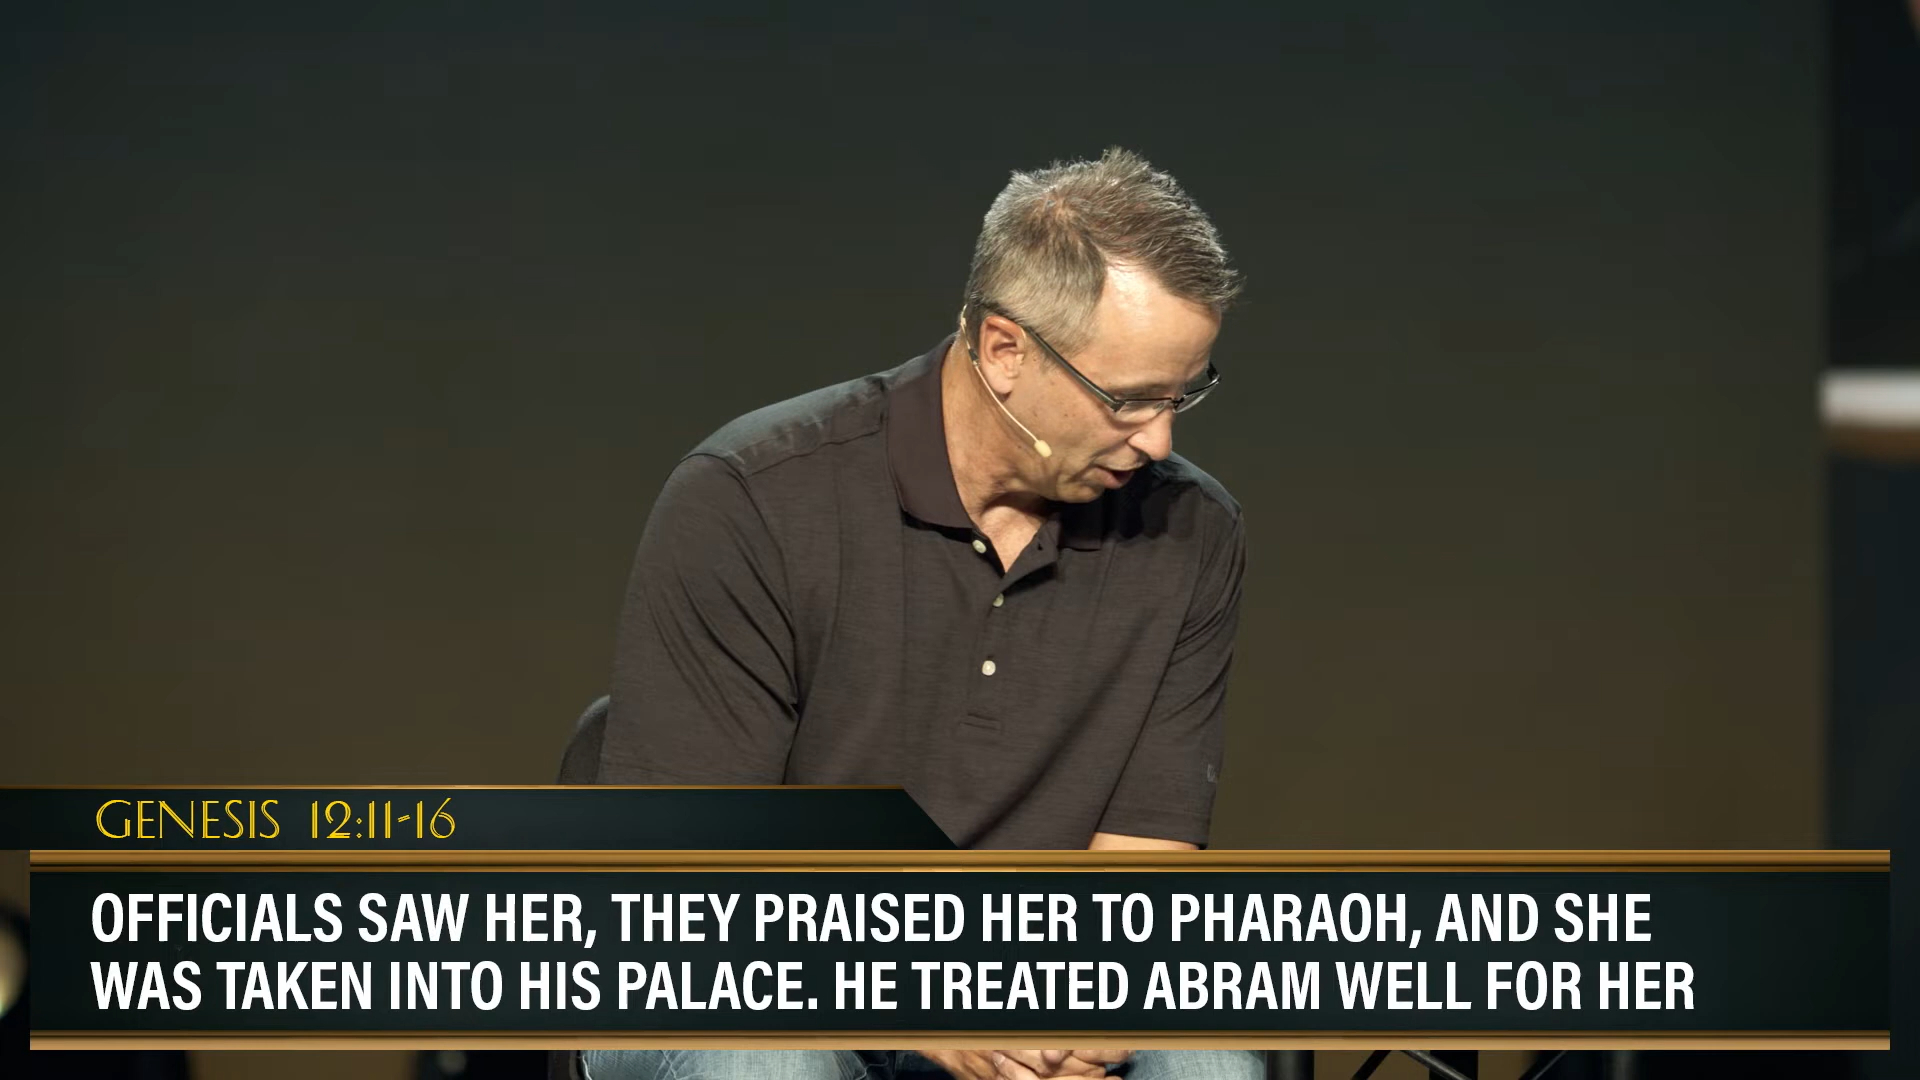 GENESIS 12:11-16
OFFICIALS SAW HER, THEY PRAISED HER TO PHARAOH, AND SHE
WAS TAKEN INTO HIS PALACE. HE TREATED ABRAM WELL FOR HER